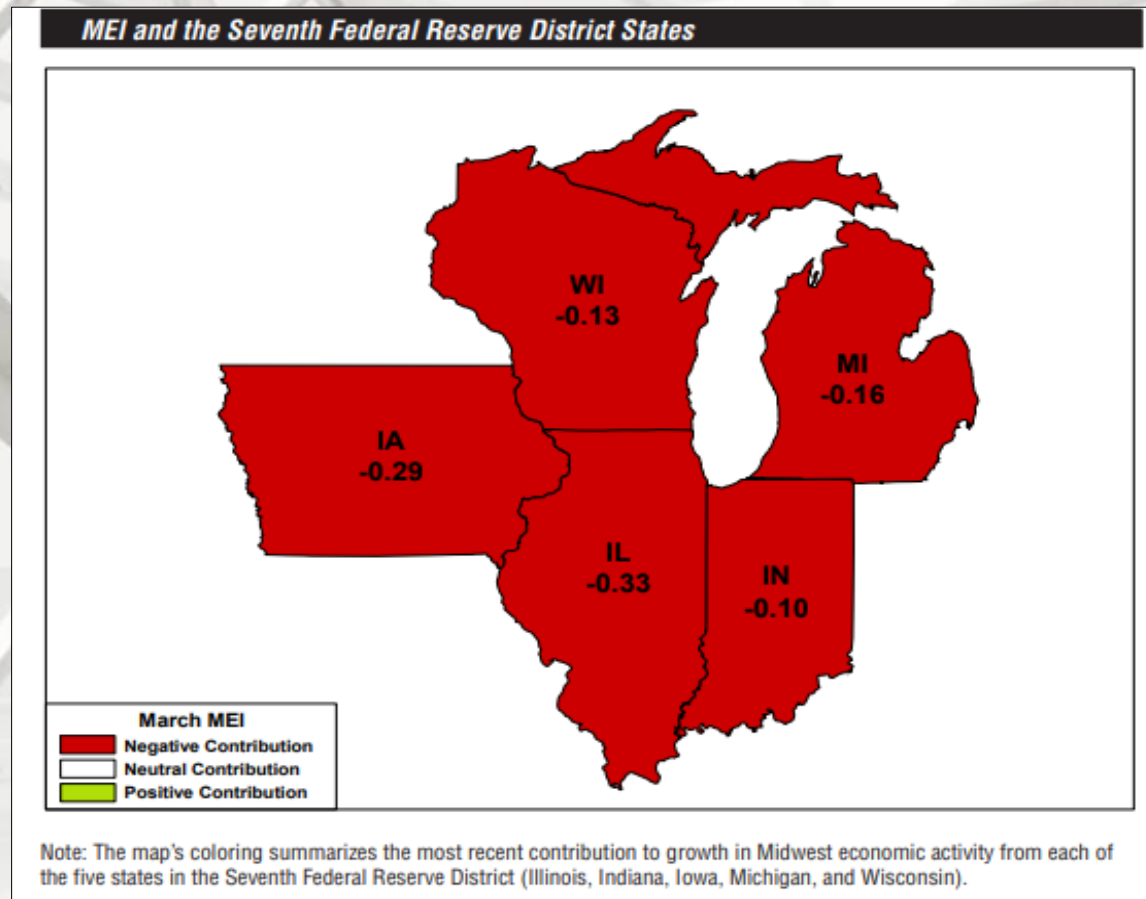 MEI and the Seventh Federal Reserve District States
WI
-0.13
MI
-0.16
IA
-0.29
IL
-0.33
IN
-0.10
March MEI
Negative Contribution
Neutral Contribution
Positive Contribution
Note: The map's coloring summarizes the most recent contribution to growth in Midwest economic activity from each of
the five states in the Seventh Federal Reserve District (Illinois, Indiana, Iowa, Michigan, and Wisconsin).